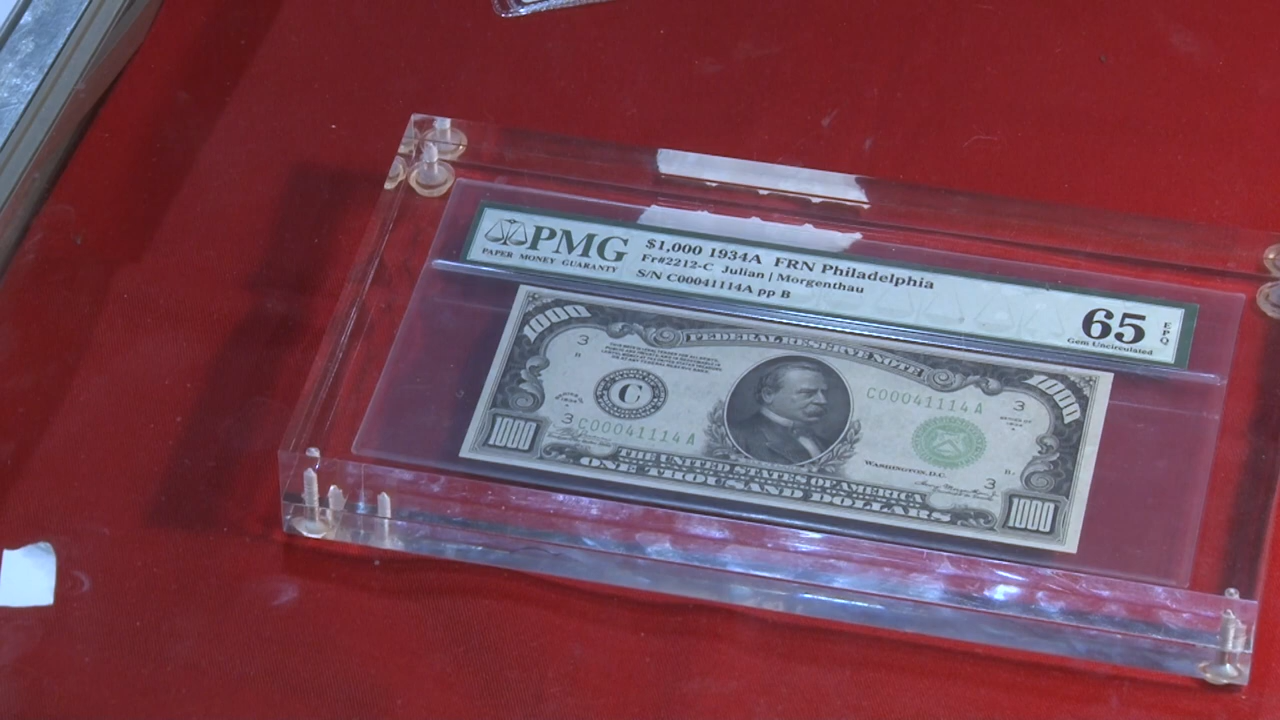 PMG
PAPER MONEY GUARANTY
$1,000 1934A FRN Philadelphia
Fr#2212-C Julian | Morgenthau
S/N C00041114A pp B
65
EPQ
Gem Uncirculated
1000
FEDERAL RESERVE NOTE
1000
3
C
C00041114A
3
3
C00041114A
WASHINGTON, D.C.
3
1000
THE UNITED STATES OF AMERICA
ONE THOUSAND DOLLARS
1000